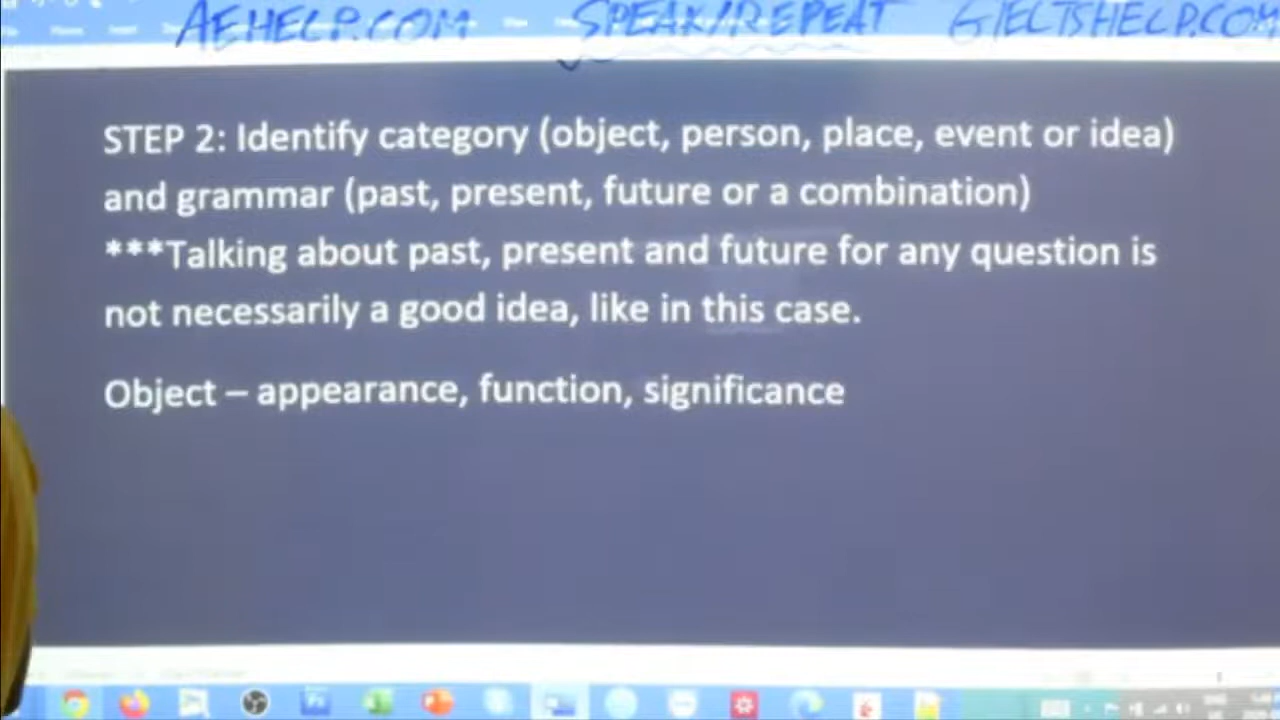 AEHELP.COM SPEAK/REPEAT GIELTSHELP.COM
STEP 2: Identify category (object, person, place, event or idea)
and grammar (past, present, future or a combination)
***Talking about past, present and future for any question is
not necessarily a good idea, like in this case.
Object – appearance, function, significance